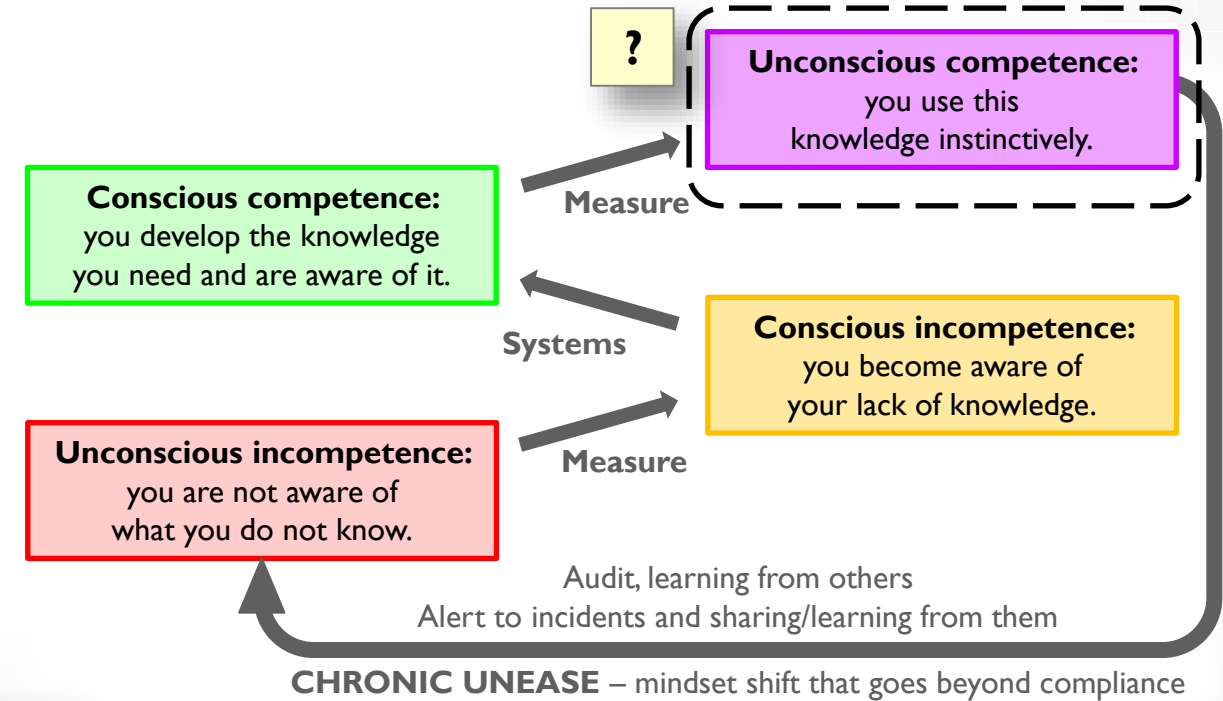 ?
Unconscious competence:
you use this
knowledge instinctively.
Measure
Conscious competence:
you develop the knowledge
you need and are aware of it.
Systems
Conscious incompetence:
you become aware of
your lack of knowledge.
Measure
Unconscious incompetence:
you are not aware of
what you do not know.
Audit, learning from others
Alert to incidents and sharing/learning from them
CHRONIC UNEASE – mindset shift that goes beyond compliance